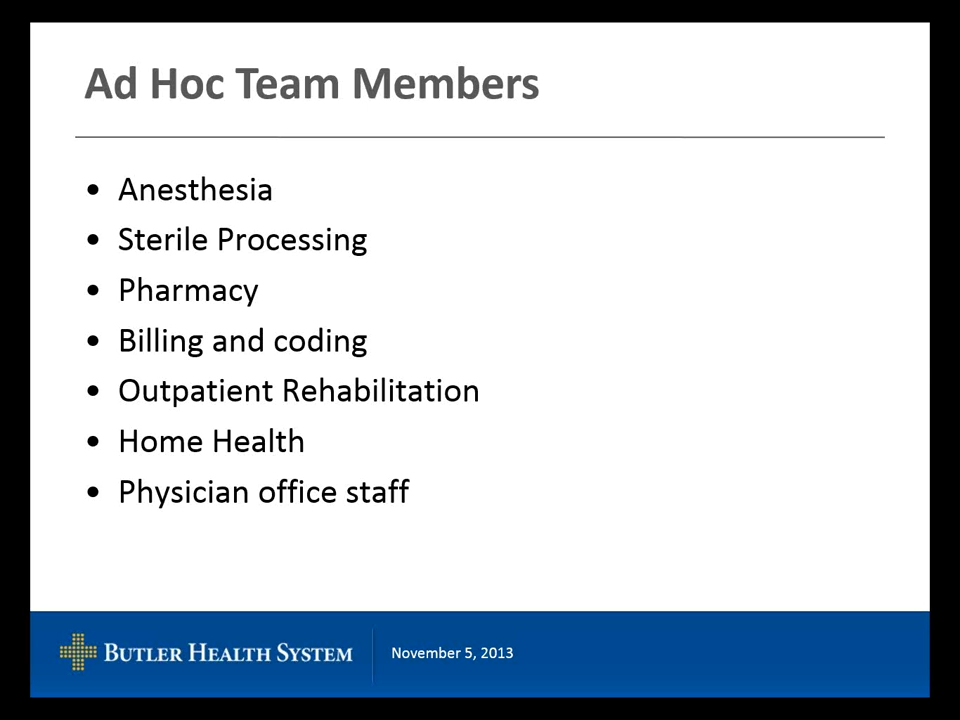 Ad Hoc Team Members
• Anesthesia
• Sterile Processing
• Pharmacy
• Billing and coding
• Outpatient Rehabilitation
• Home Health
• Physician office staff
BUTLER HEALTH SYSTEM
November 5, 2013